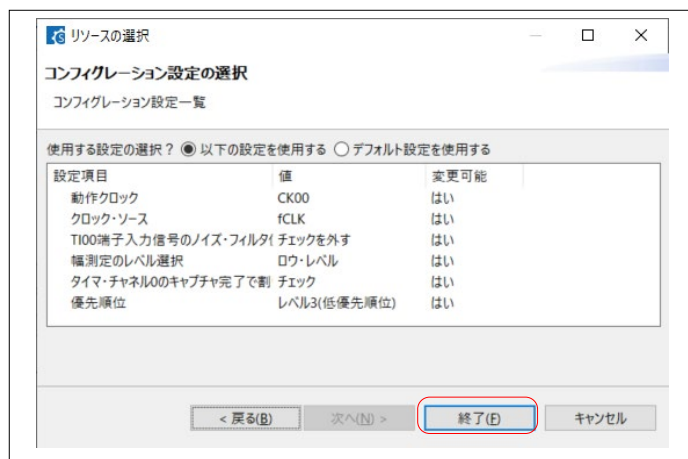 リソースの選択
コンフィグレーション設定の選択
コンフィグレーション設定一覧
使用する設定の選択? 以下の設定を使用する デフォルト設定を使用する
設定項目 値 変更可能
動作クロック CK00 はい
クロック・ソース fCLK はい
TI00端子入力信号のノイズ・フィルタ チェックを外す はい
幅測定のレベル選択 ロウ・レベル はい
タイマ・チャネル0のキャプチャ完了で割 チェック はい
優先順位 レベル3(低優先順位) はい
< 戻る(B) 次へ(N) > 終了(F) キャンセル